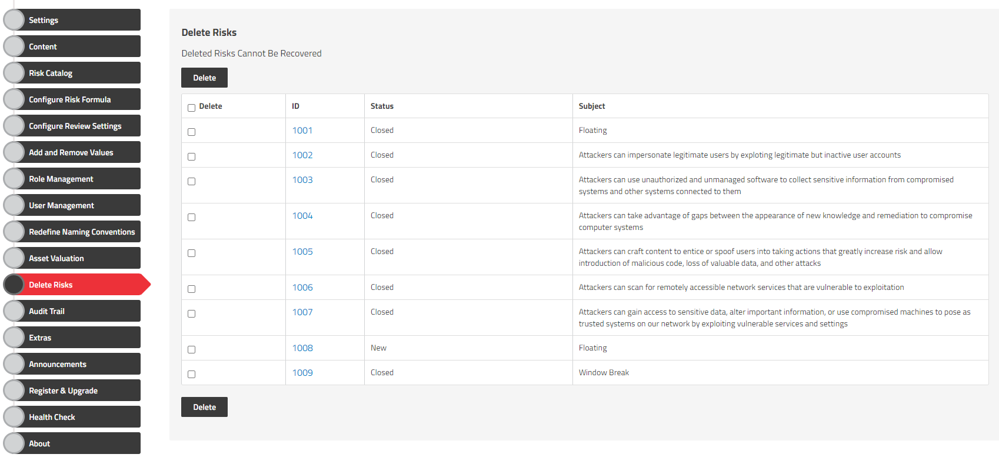 Settings
Content
Risk Catalog
Configure Risk Formula
Configure Review Settings
Add and Remove Values
Role Management
User Management
Redefine Naming Conventions
Asset Valuation
Delete Risks
Audit Trail
Extras
Announcements
Register & Upgrade
Health Check
About
Delete Risks
Deleted Risks Cannot Be Recovered
Delete
Delete ID Status Subject
1001 Closed Floating
1002 Closed Attackers can impersonate legitimate users by exploting legitimate but inactive user accounts
1003 Closed Attackers can use unauthorized and unmanaged software to collect sensitive information from compromised
systems and other systems connected to them
1004 Closed Attackers can take advantage of gaps between the appearance of new knowledge and remediation to compromise
computer systems
1005 Closed Attackers can craft content to entice or spoof users into taking actions that greatly increase risk and allow
introduction of malicious code, loss of valuable data, and other attacks
1006 Closed Attackers can scan for remotely accessible network services that are vulnerable to exploitation
1007 Closed Attackers can gain access to sensitive data, alter important information, or use compromised machines to pose as
trusted systems on our network by exploiting vulnerable services and settings
1008 New Floating
1009 Closed Window Break
Delete